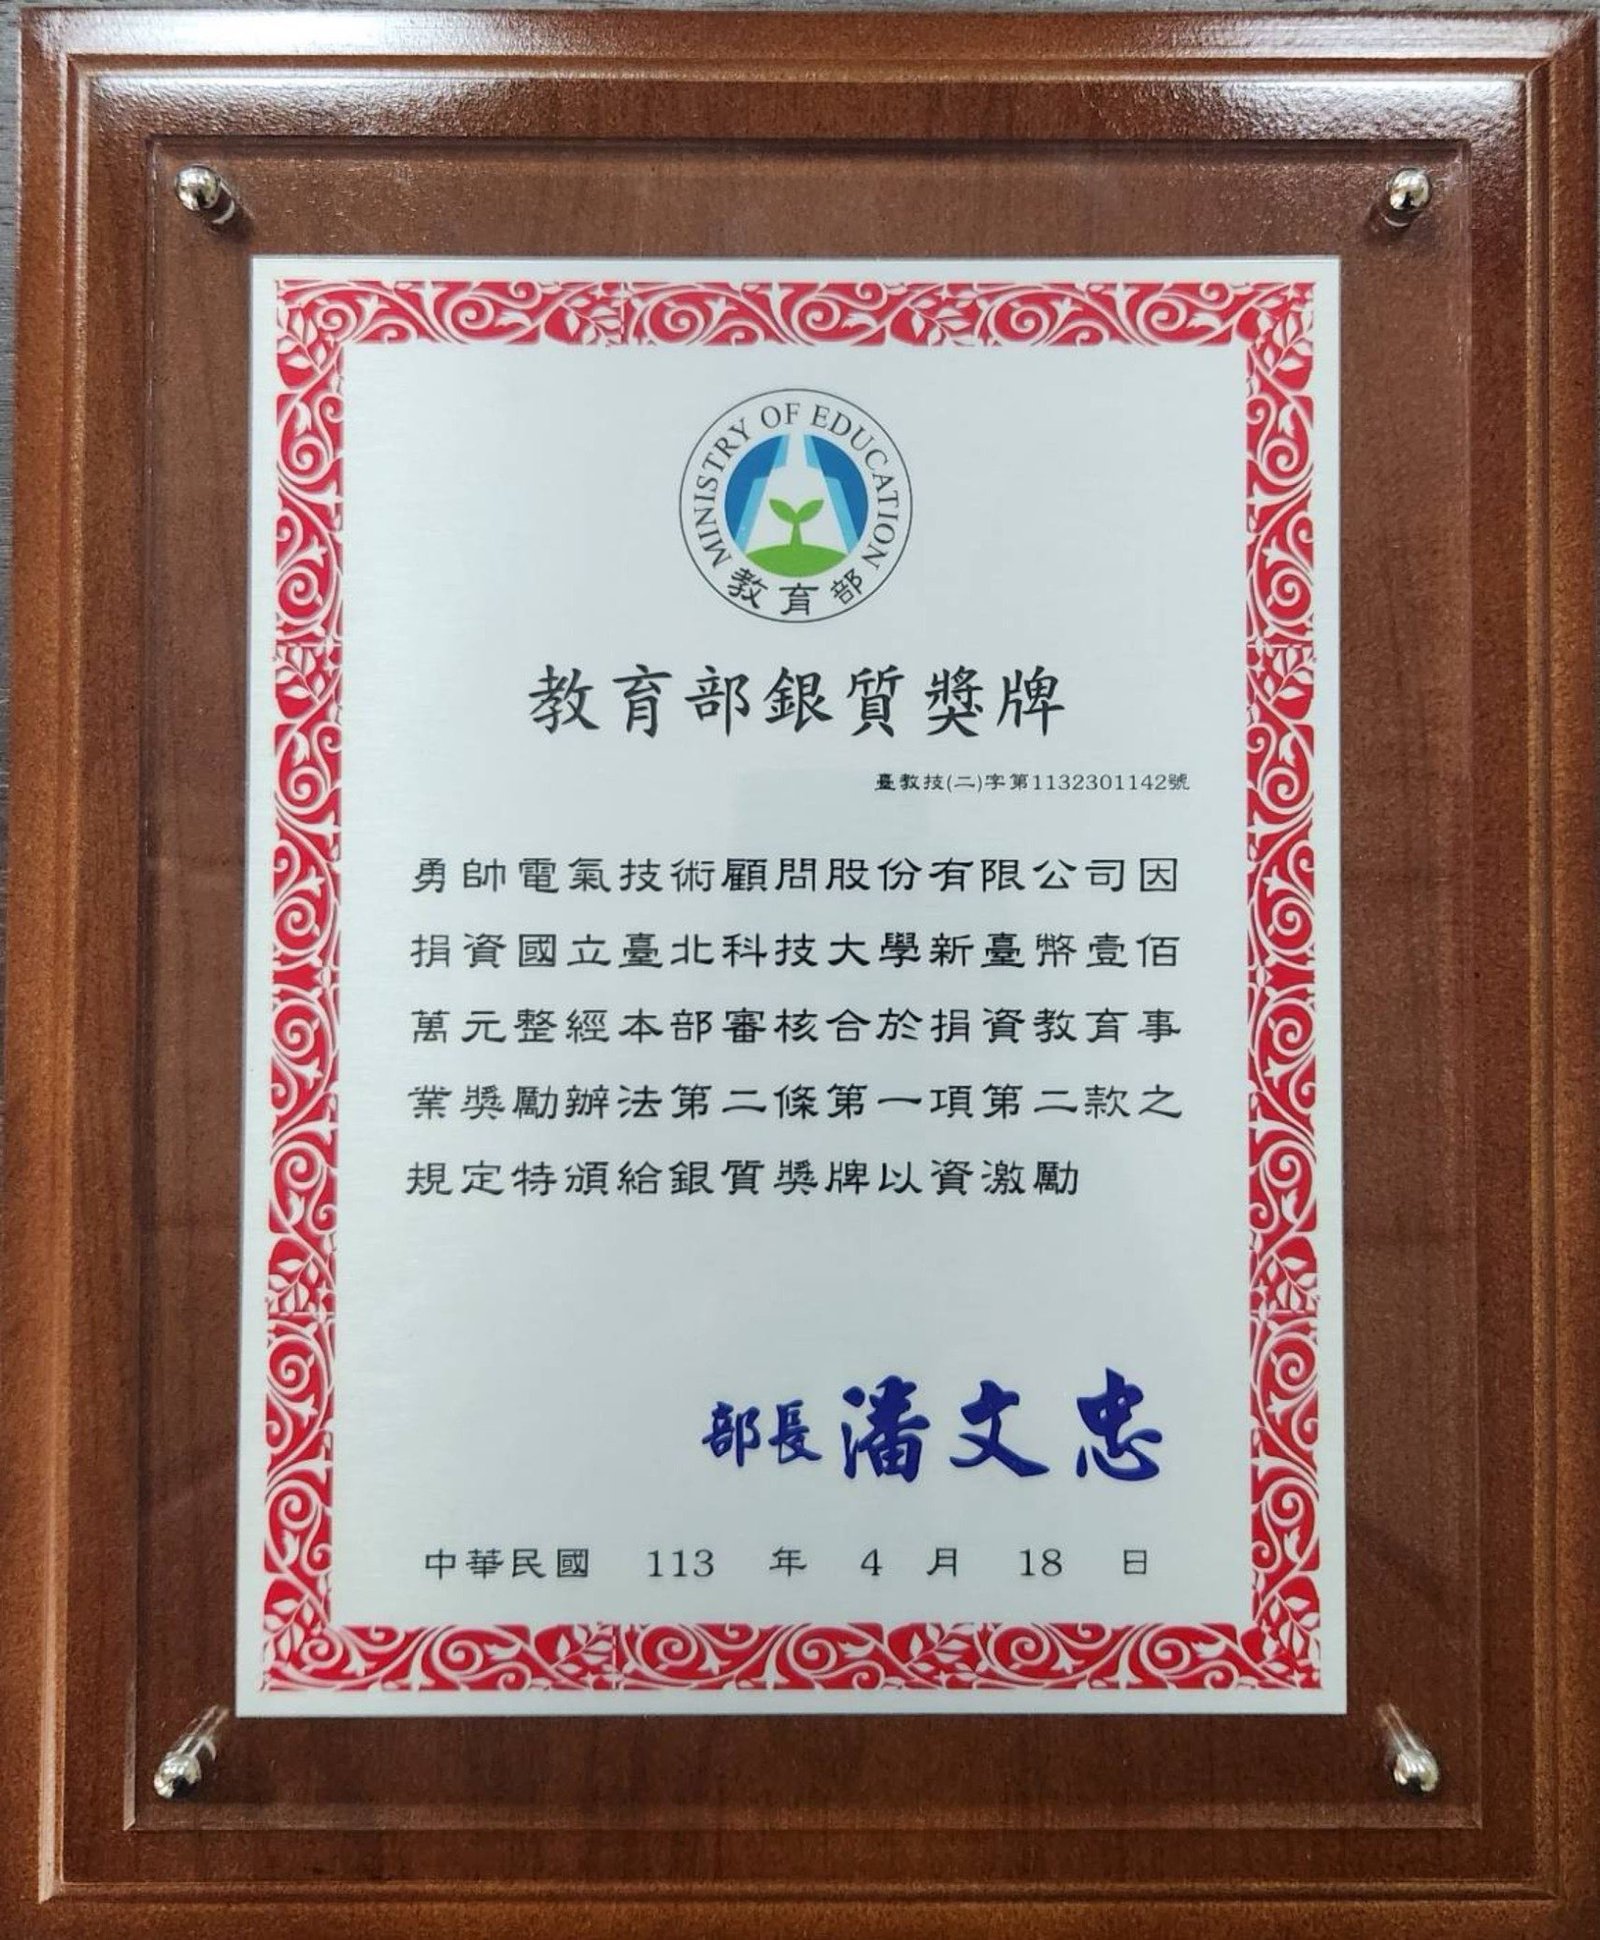 MINISTRY OF EDUCATION
教育部
教育部銀質獎牌
臺教技(二)字第1132301142號
勇帥電氣技術顧問股份有限公司因
捐資國立臺北科技大學新臺幣壹佰
萬元整經本部審核合於捐資教育事
業獎勵辦法第二條第一項第二款之
規定特頒給銀質獎牌以資激勵
部長潘文忠
中華民國 113 年 4 月 18 日